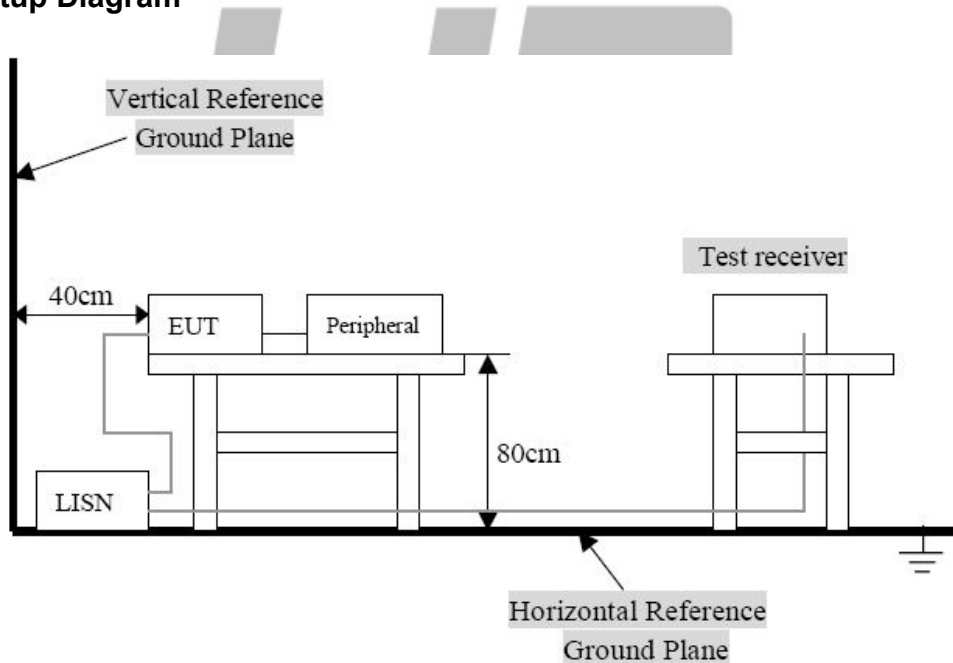 tup Diagram
Vertical Reference
Ground Plane
Test receiver
40cm
EUT
Peripheral
80cm
LISN
Horizontal Reference
Ground Plane